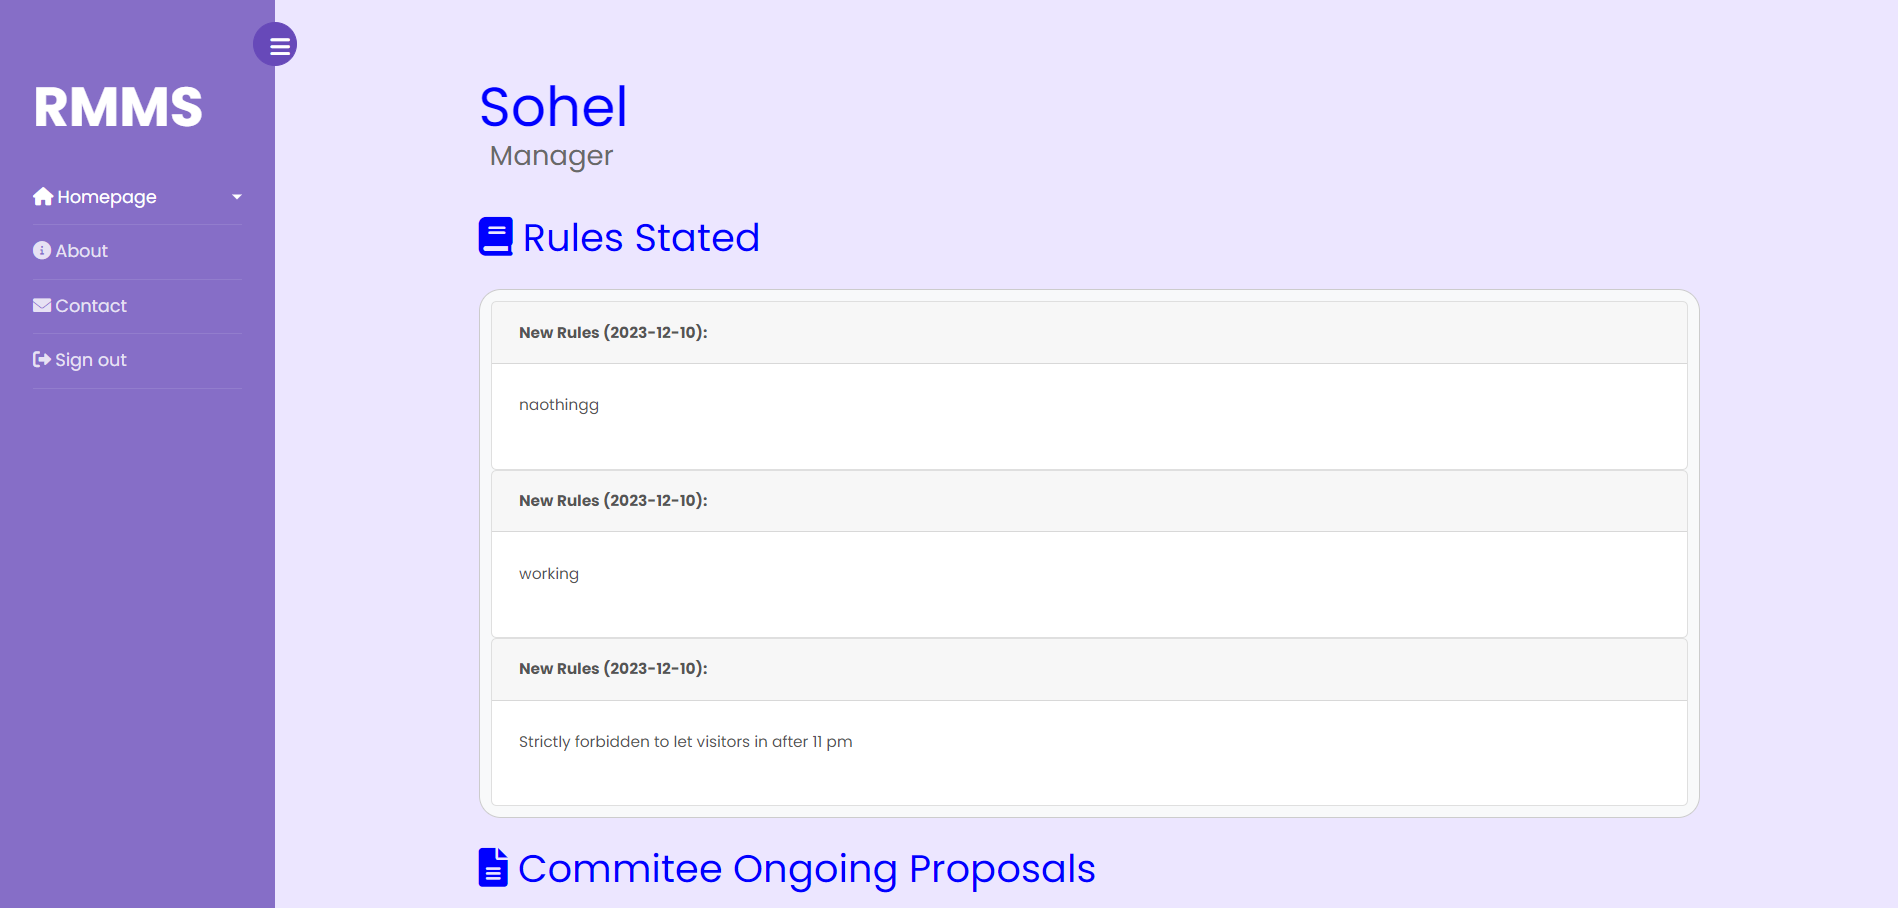 RMMS
Homepage
About
Contact
Sign out
Sohel
Manager
Rules Stated
New Rules (2023-12-10):
naothingg
New Rules (2023-12-10):
working
New Rules (2023-12-10):
Strictly forbidden to let visitors in after 11 pm
Commitee Ongoing Proposals